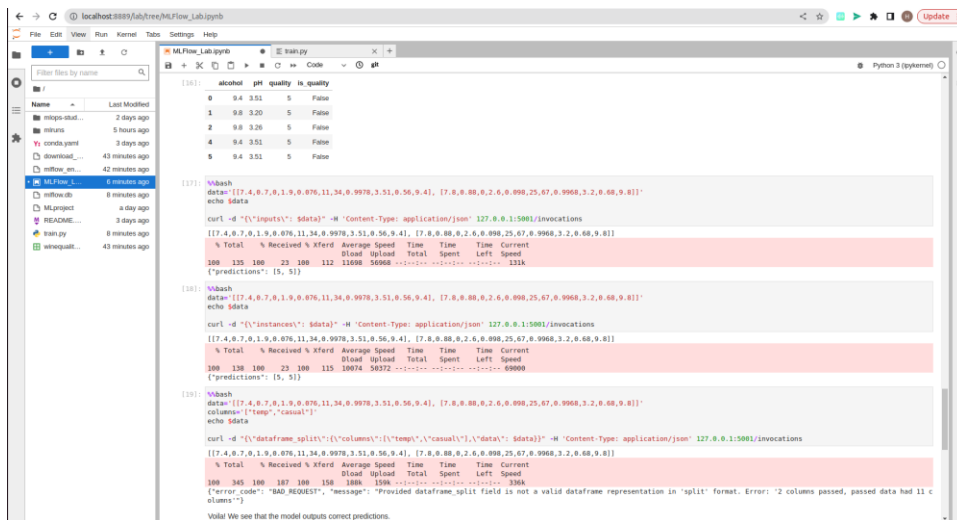 localhost:8889/lab/tree/MLFlow_Lab.ipynb
Update
File Edit View Run Kernel Tabs Settings Help
MLFlow_Lab.ipynb
train.py
Code
git
Python 3 (ipykernel)
Filter files by name
/
Name Last Modified
mlops-stud... 2 days ago
mlruns 5 hours ago
conda.yaml 3 days ago
download_... 43 minutes ago
mlflow_en... 42 minutes ago
MLFlow_L... 6 minutes ago
mlflow.db 8 minutes ago
MLproject a day ago
README.... 3 days ago
train.py 8 minutes ago
winequalit... 43 minutes ago
[16]:
alcohol pH quality is_quality
0 9.4 3.51 5 False
1 9.8 3.20 5 False
2 9.8 3.26 5 False
4 9.4 3.51 5 False
5 9.4 3.51 5 False
[17]: %%bash
data='[[7.4,0.7,0,1.9,0.076,11,34,0.9978,3.51,0.56,9.4], [7.8,0.88,0,2.6,0.098,25,67,0.9968,3.2,0.68,9.8]]'
echo $data
curl -d "{\"inputs\": $data}" -H 'Content-Type: application/json' 127.0.0.1:5001/invocations
[[7.4,0.7,0,1.9,0.076,11,34,0.9978,3.51,0.56,9.4], [7.8,0.88,0,2.6,0.098,25,67,0.9968,3.2,0.68,9.8]]
% Total % Received % Xferd Average Speed Time Time Time Current
Dload Upload Total Spent Left Speed
100 135 100 23 100 112 11698 56968 --:--:-- --:--:-- --:--:-- 131k
{"predictions": [5, 5]}
[18]: %%bash
data='[[7.4,0.7,0,1.9,0.076,11,34,0.9978,3.51,0.56,9.4], [7.8,0.88,0,2.6,0.098,25,67,0.9968,3.2,0.68,9.8]]'
echo $data
curl -d "{\"instances\": $data}" -H 'Content-Type: application/json' 127.0.0.1:5001/invocations
[[7.4,0.7,0,1.9,0.076,11,34,0.9978,3.51,0.56,9.4], [7.8,0.88,0,2.6,0.098,25,67,0.9968,3.2,0.68,9.8]]
% Total % Received % Xferd Average Speed Time Time Time Current
Dload Upload Total Spent Left Speed
100 138 100 23 100 115 10074 50372 --:--:-- --:--:-- --:--:-- 69000
{"predictions": [5, 5]}
[19]: %%bash
data='[[7.4,0.7,0,1.9,0.076,11,34,0.9978,3.51,0.56,9.4], [7.8,0.88,0,2.6,0.098,25,67,0.9968,3.2,0.68,9.8]]'
columns='["temp","casual"]'
echo $data
curl -d "{\"dataframe_split\":{\"columns\":[\"temp\",\"casual\"],\"data\": $data}}" -H 'Content-Type: application/json' 127.0.0.1:5001/invocations
[[7.4,0.7,0,1.9,0.076,11,34,0.9978,3.51,0.56,9.4], [7.8,0.88,0,2.6,0.098,25,67,0.9968,3.2,0.68,9.8]]
% Total % Received % Xferd Average Speed Time Time Time Current
Dload Upload Total Spent Left Speed
100 345 100 187 100 158 188k 159k --:--:-- --:--:-- --:--:-- 336k
{"error_code": "BAD_REQUEST", "message": "Provided dataframe_split field is not a valid dataframe representation in 'split' format. Error: '2 columns passed, passed data had 11 c
olumns'"}
Voila! We see that the model outputs correct predictions.